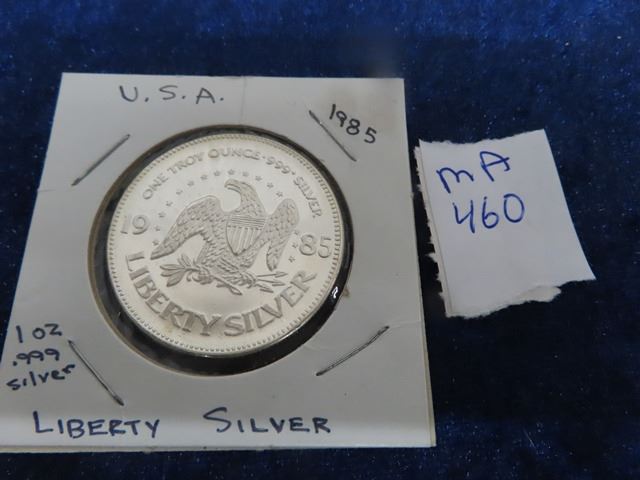 U.S.A.
1985
ONE TROY OUNCE · 999 · SILVER
19 85
LIBERTY SILVER
1 oz
.999
silver
LIBERTY SILVER
MA
460